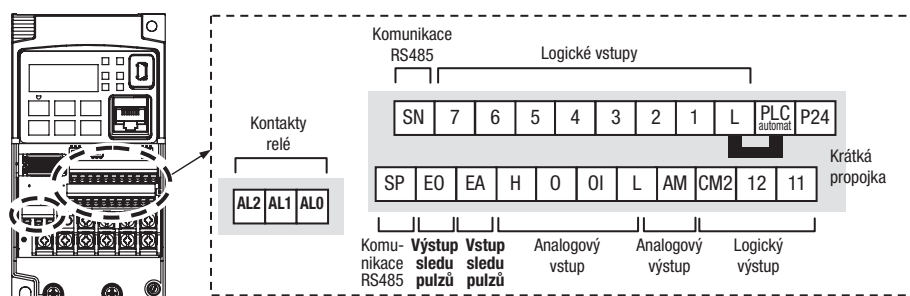 Komunikace
RS485
Logické vstupy
SN 7 6 5 4 3 2 1 L PLC automat P24
Kontakty
relé
Krátká
propojka
AL2 AL1 AL0
SP EO EA H O OI L AM CM2 12 11
Komu-
nikace
RS485
Výstup
sledu
pulzů
Vstup
sledu
pulzů
Analogový
vstup
Analogový
výstup
Logický
výstup